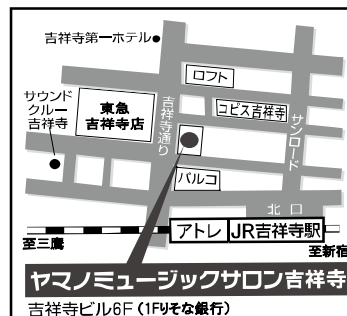 吉祥寺第一ホテル
ロフト
サウンド
クルー
吉祥寺
東急
吉祥寺店
吉祥寺通り
コピス吉祥寺
サンロード
パルコ
北口
アトレ
JR吉祥寺駅
至三鷹
至新宿
ヤマノミュージックサロン吉祥寺
吉祥寺ビル6F(1Fりそな銀行)